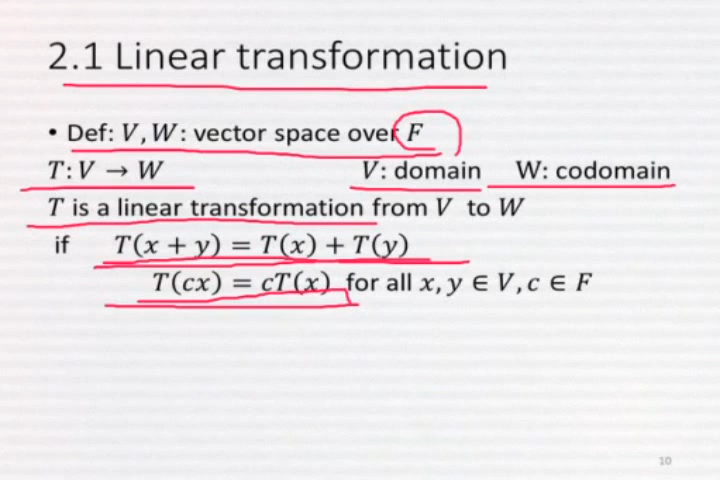 2.1 Linear transformation
• Def: V, W: vector space over F
T: V → W V: domain W: codomain
T is a linear transformation from V to W
if T(x + y) = T(x) + T(y)
T(cx) = cT(x) for all x, y ∈ V, c ∈ F
10